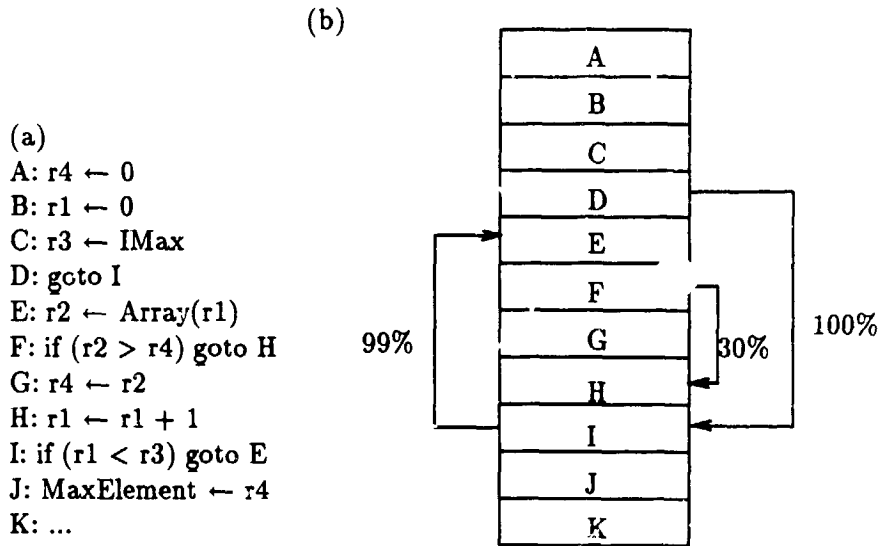 (a)
A: r4 ← 0
B: r1 ← 0
C: r3 ← IMax
D: goto I
E: r2 ← Array(r1)
F: if (r2 > r4) goto H
G: r4 ← r2
H: r1 ← r1 + 1
I: if (r1 < r3) goto E
J: MaxElement ← r4
K: ...
(b)
A
B
C
D
E
F
G
H
I
J
K
99%
30%
100%